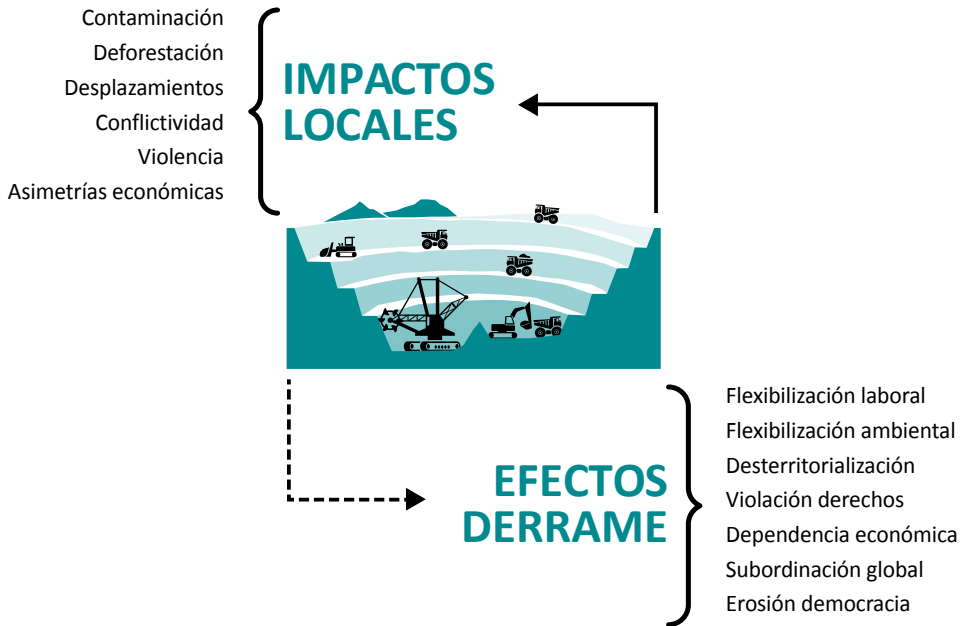 Contaminación
Deforestación
Desplazamientos
Conflictividad
Violencia
Asimetrías económicas
IMPACTOS
LOCALES
EFECTOS
DERRAME
Flexibilización laboral
Flexibilización ambiental
Desterritorialización
Violación derechos
Dependencia económica
Subordinación global
Erosión democracia